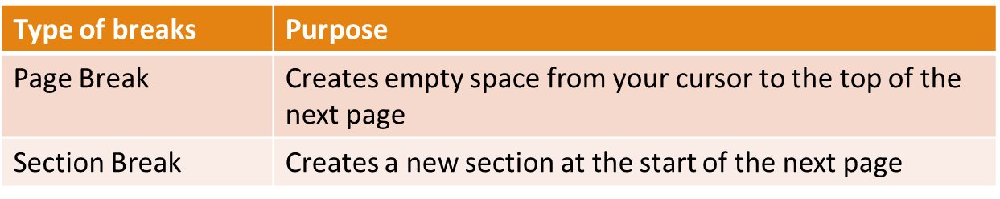 Type of breaks
Purpose
Page Break
Creates empty space from your cursor to the top of the
next page
Section Break
Creates a new section at the start of the next page